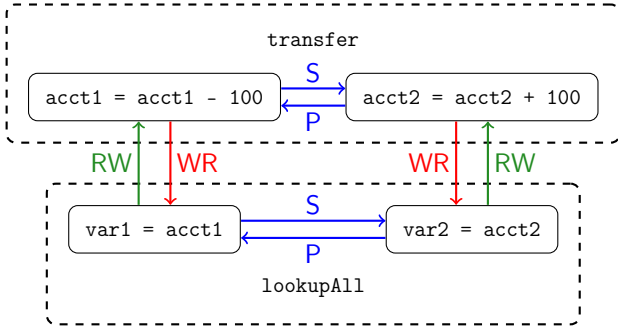 transfer
S
acct1 = acct1 - 100
acct2 = acct2 + 100
P
RW
WR
WR
RW
S
var1 = acct1
var2 = acct2
P
lookupAll